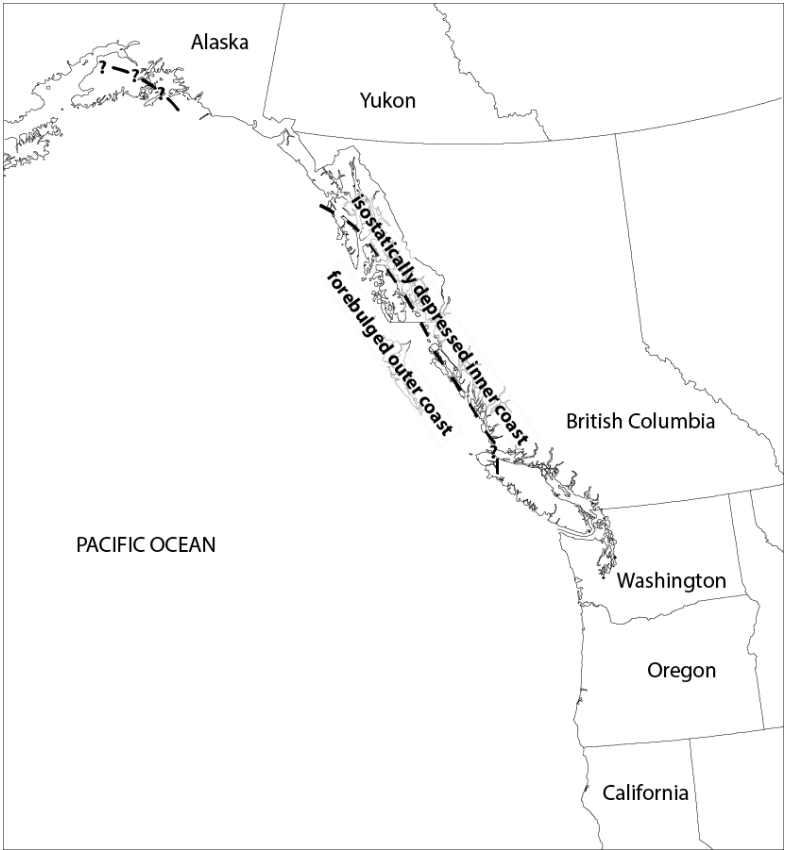 Alaska
? ? ?
Yukon
isostatically depressed inner coast
forebulged outer coast
British Columbia
?
PACIFIC OCEAN
Washington
Oregon
California